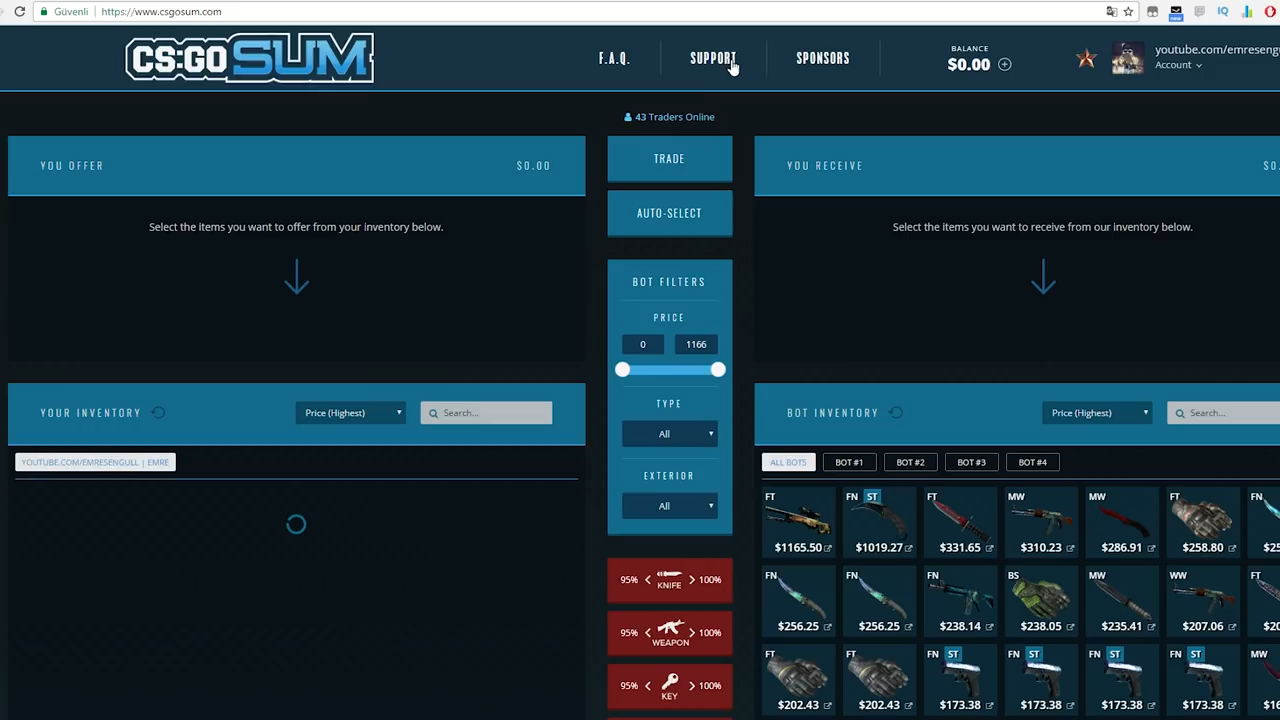 Güvenli
https://www.csgosum.com
new
CS:GO SUM
F.A.Q.
SUPPORT
SPONSORS
BALANCE
$0.00
youtube.com/emresengu
Account
43 Traders Online
YOU OFFER
$0.00
TRADE
YOU RECEIVE
$0.
AUTO-SELECT
Select the items you want to offer from your inventory below.
Select the items you want to receive from our inventory below.
BOT FILTERS
PRICE
0
1166
TYPE
All
EXTERIOR
All
YOUR INVENTORY
Price (Highest)
Search...
BOT INVENTORY
Price (Highest)
Search...
YOUTUBE.COM/EMRESENGULL | EMRE
ALL BOTS
BOT #1
BOT #2
BOT #3
BOT #4
FT
$1165.50
FN ST
$1019.27
FT
$331.65
MW
$310.23
MW
$286.91
FT
$258.80
FN
FN
$256.25
FN
$256.25
FN
$238.14
BS
$238.05
MW
$235.41
WW
$207.06
FT
FT
$202.43
FT
$202.43
FN ST
$173.38
FN ST
$173.38
FN ST
$173.38
FN ST
$173.38
95% < KNIFE > 100%
95% < WEAPON > 100%
95% < KEY > 100%